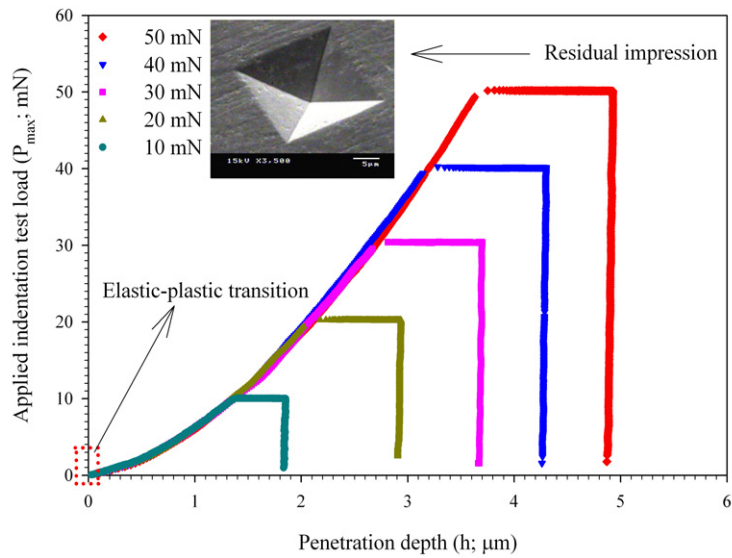 60
50
40
30
20
10
0
0
1
2
3
4
5
6
Applied indentation test load (Pmax; mN)
Penetration depth (h; μm)
50 mN
40 mN
30 mN
20 mN
10 mN
15kV X3,500
5μm
Residual impression
Elastic-plastic transition